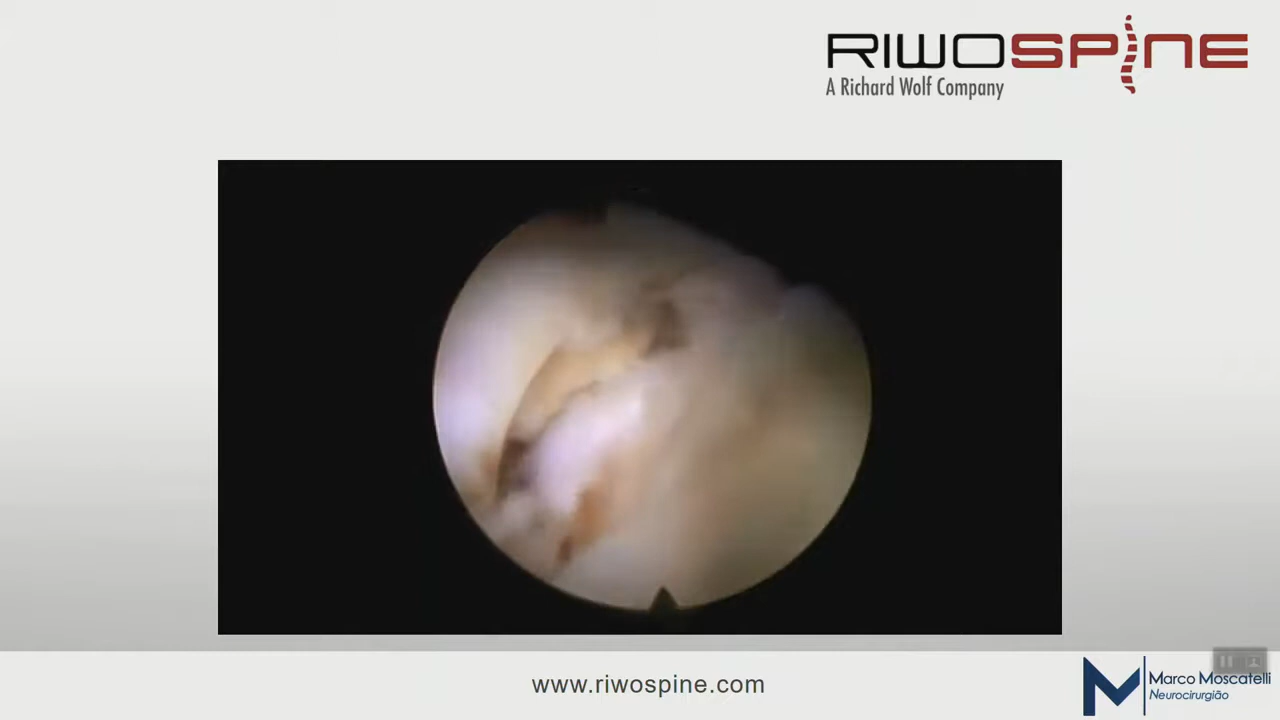 RIWOSPINE
A Richard Wolf Company
www.riwospine.com
M
Marco Moscatelli
Neurocirurgião